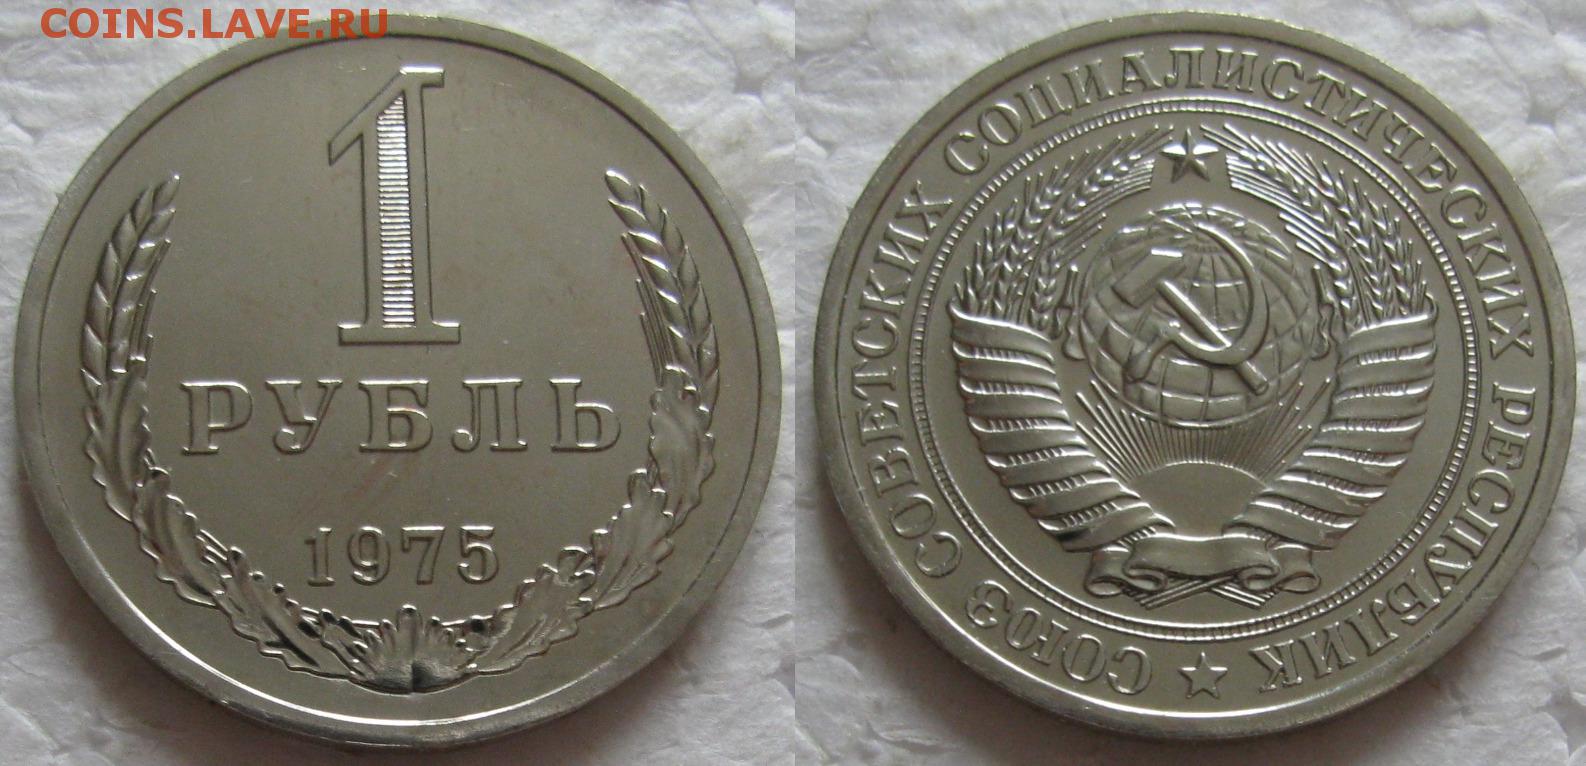 COINS.LAVE.RU
1
РУБЛЬ
1975
СОЮЗ СОВЕТСКИХ СОЦИАЛИСТИЧЕСКИХ РЕСПУБЛИК